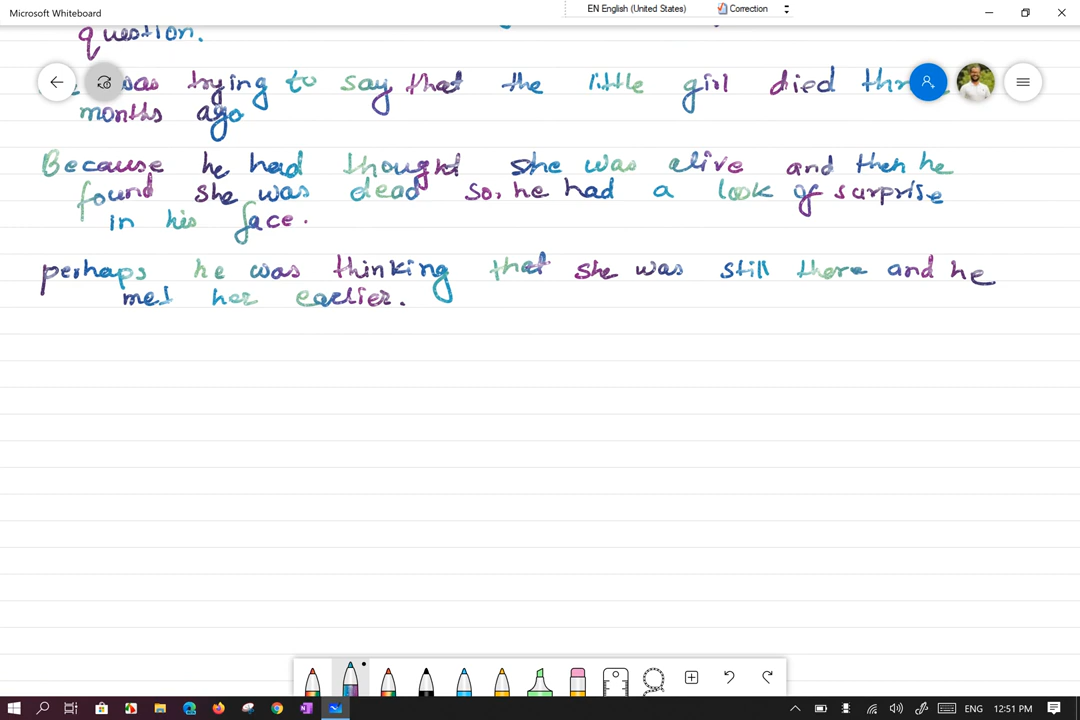 Microsoft Whiteboard
EN English (United States)
Correction
question.
was trying to say that the little girl died
months ago
Because he had thought she was alive and then he
found she was dead so, he had a look of surprise
in his face.
perhaps he was thinking that she was still there and he
met her earlier.
ENG
12:51 PM